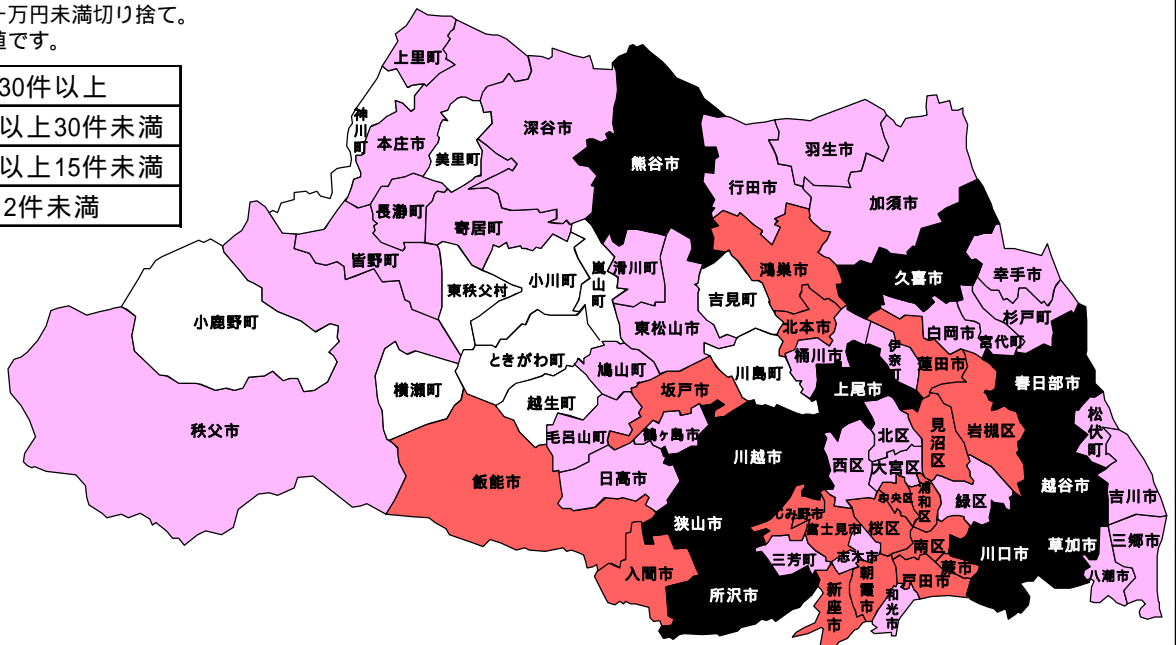 十万円未満切り捨て。
値です。
30件以上
以上30件未満
以上15件未満
2件未満
上里町
神川町
本庄市
美里町
深谷市
熊谷市
行田市
羽生市
加須市
長瀞町
寄居町
皆野町
東秩父村
小川町
嵐山町
滑川町
東松山市
吉見町
鴻巣市
北本市
久喜市
幸手市
杉戸町
宮代町
白岡市
伊奈町
蓮田市
桶川市
上尾市
春日部市
小鹿野町
秩父市
横瀬町
ときがわ町
越生町
鳩山町
毛呂山町
坂戸市
鶴ヶ島市
川島町
川越市
日高市
飯能市
狭山市
入間市
所沢市
西区
北区
大宮区
見沼区
岩槻区
中央区
浦和区
緑区
桜区
南区
松伏町
越谷市
吉川市
草加市
三郷市
八潮市
川口市
蕨市
戸田市
じみ野市
富士見市
三芳町
志木市
朝霞市
新座市
和光市